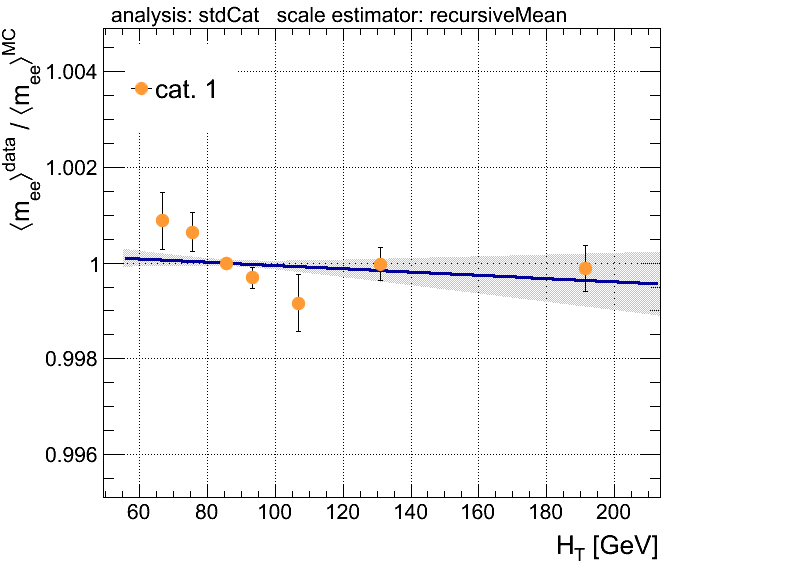 analysis: stdCat   scale estimator: recursiveMean
⟨m_ee⟩^data / ⟨m_ee⟩^MC
cat. 1
1.004
1.002
1
0.998
0.996
60 80 100 120 140 160 180 200
H_T [GeV]